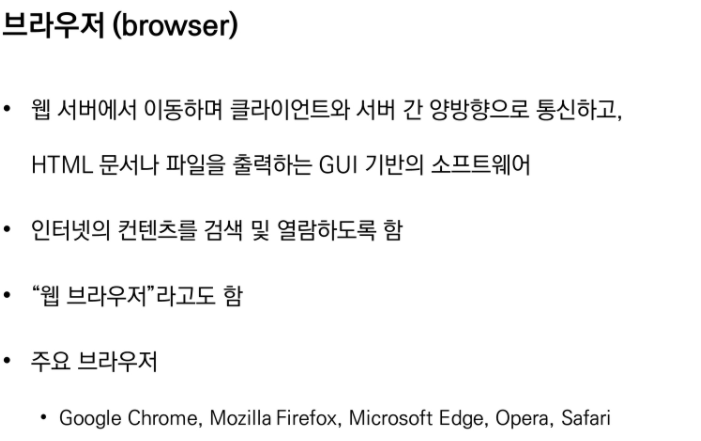 브라우저 (browser)
• 웹 서버에서 이동하며 클라이언트와 서버 간 양방향으로 통신하고,
HTML 문서나 파일을 출력하는 GUI 기반의 소프트웨어
• 인터넷의 컨텐츠를 검색 및 열람하도록 함
• “웹 브라우저”라고도 함
• 주요 브라우저
• Google Chrome, Mozilla Firefox, Microsoft Edge, Opera, Safari